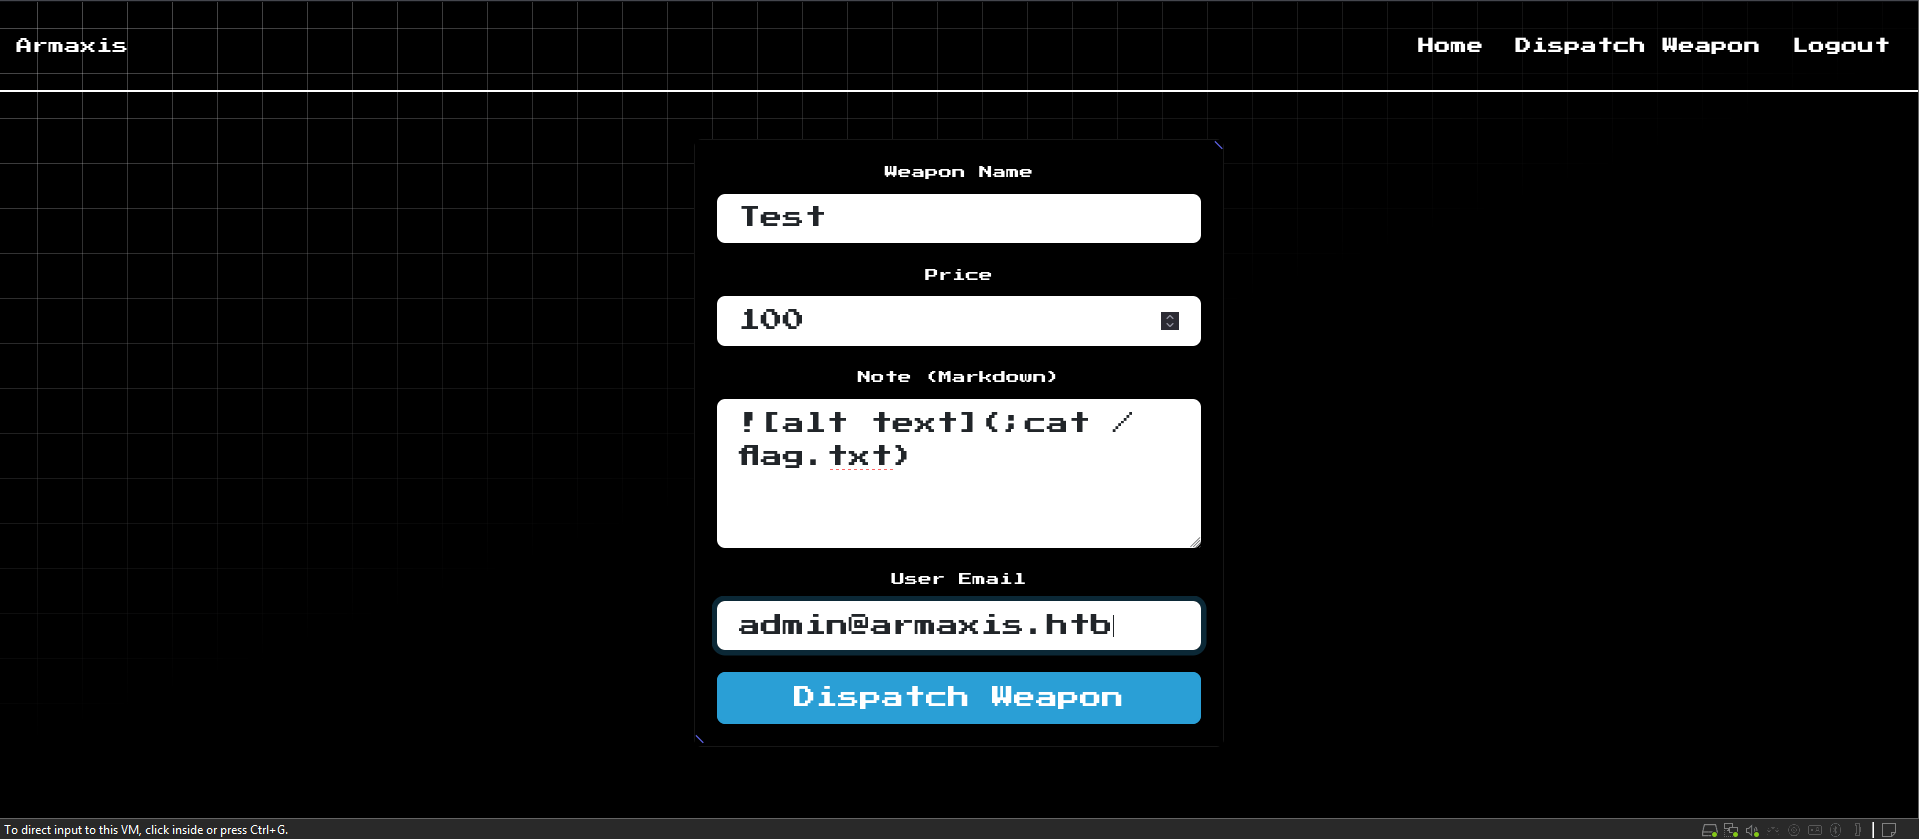 Armaxis
Home Dispatch Weapon Logout
Weapon Name
Test
Price
100
Note (Markdown)
![alt text](;cat /
flag.txt)
User Email
admin@armaxis.htb
Dispatch Weapon
To direct input to this VM, click inside or press Ctrl+G.